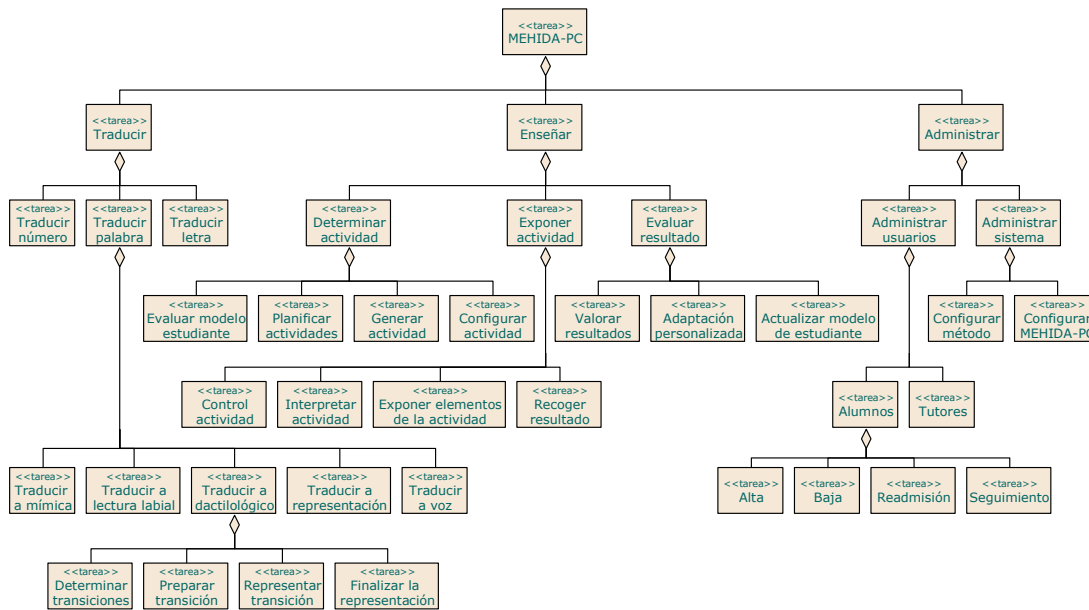 <<tarea>>
MEHIDA-PC
<<tarea>>
Traducir
<<tarea>>
Enseñar
<<tarea>>
Administrar
<<tarea>>
Traducir
número
<<tarea>>
Traducir
palabra
<<tarea>>
Traducir
letra
<<tarea>>
Determinar
actividad
<<tarea>>
Exponer
actividad
<<tarea>>
Evaluar
resultado
<<tarea>>
Administrar
usuarios
<<tarea>>
Administrar
sistema
<<tarea>>
Evaluar modelo
estudiante
<<tarea>>
Planificar
actividades
<<tarea>>
Generar
actividad
<<tarea>>
Configurar
actividad
<<tarea>>
Valorar
resultados
<<tarea>>
Adaptación
personalizada
<<tarea>>
Actualizar modelo
de estudiante
<<tarea>>
Configurar
método
<<tarea>>
Configurar
MEHIDA-PC
<<tarea>>
Control
actividad
<<tarea>>
Interpretar
actividad
<<tarea>>
Exponer elementos
de la actividad
<<tarea>>
Recoger
resultado
<<tarea>>
Alumnos
<<tarea>>
Tutores
<<tarea>>
Traducir
a mímica
<<tarea>>
Traducir a
lectura labial
<<tarea>>
Traducir a
dactilológico
<<tarea>>
Traducir a
representación
<<tarea>>
Traducir
a voz
<<tarea>>
Alta
<<tarea>>
Baja
<<tarea>>
Readmisión
<<tarea>>
Seguimiento
<<tarea>>
Determinar
transiciones
<<tarea>>
Preparar
transición
<<tarea>>
Representar
transición
<<tarea>>
Finalizar la
representación